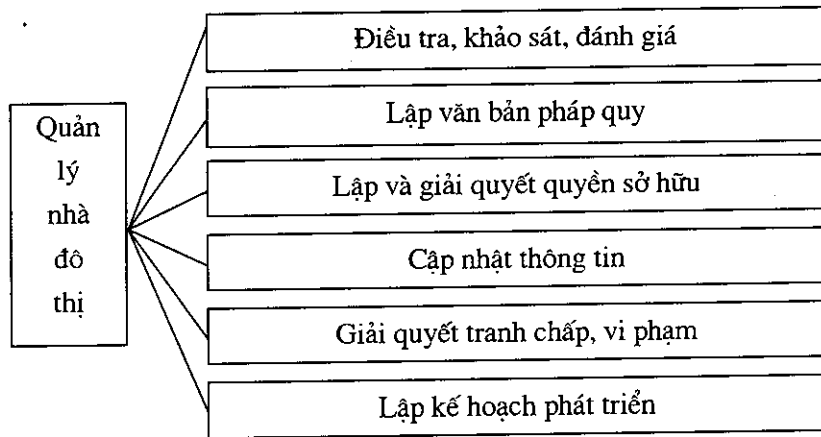 Quản
lý
nhà
đô
thị
Điều tra, khảo sát, đánh giá
Lập văn bản pháp quy
Lập và giải quyết quyền sở hữu
Cập nhật thông tin
Giải quyết tranh chấp, vi phạm
Lập kế hoạch phát triển